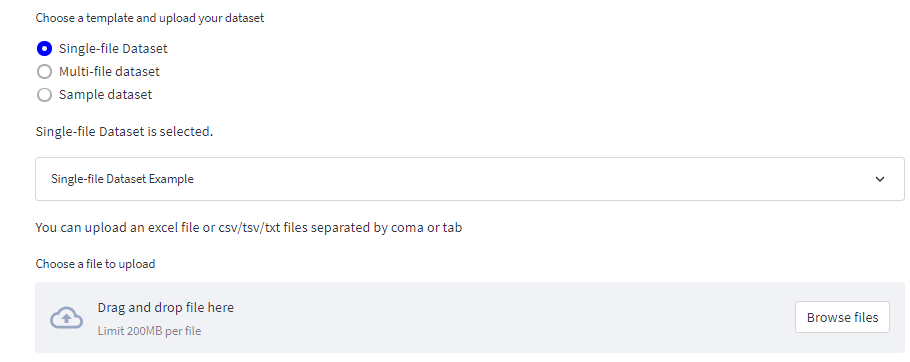 Choose a template and upload your dataset
Single-file Dataset
Multi-file dataset
Sample dataset
Single-file Dataset is selected.
Single-file Dataset Example
You can upload an excel file or csv/tsv/txt files separated by coma or tab
Choose a file to upload
Drag and drop file here
Limit 200MB per file
Browse files